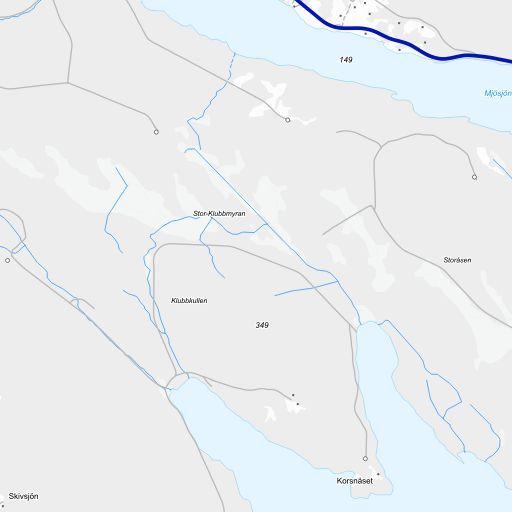 149
Mjösjön
Stor-Klubbmyran
Storåsen
Klubbkullen
349
Korsnäset
Skivsjön